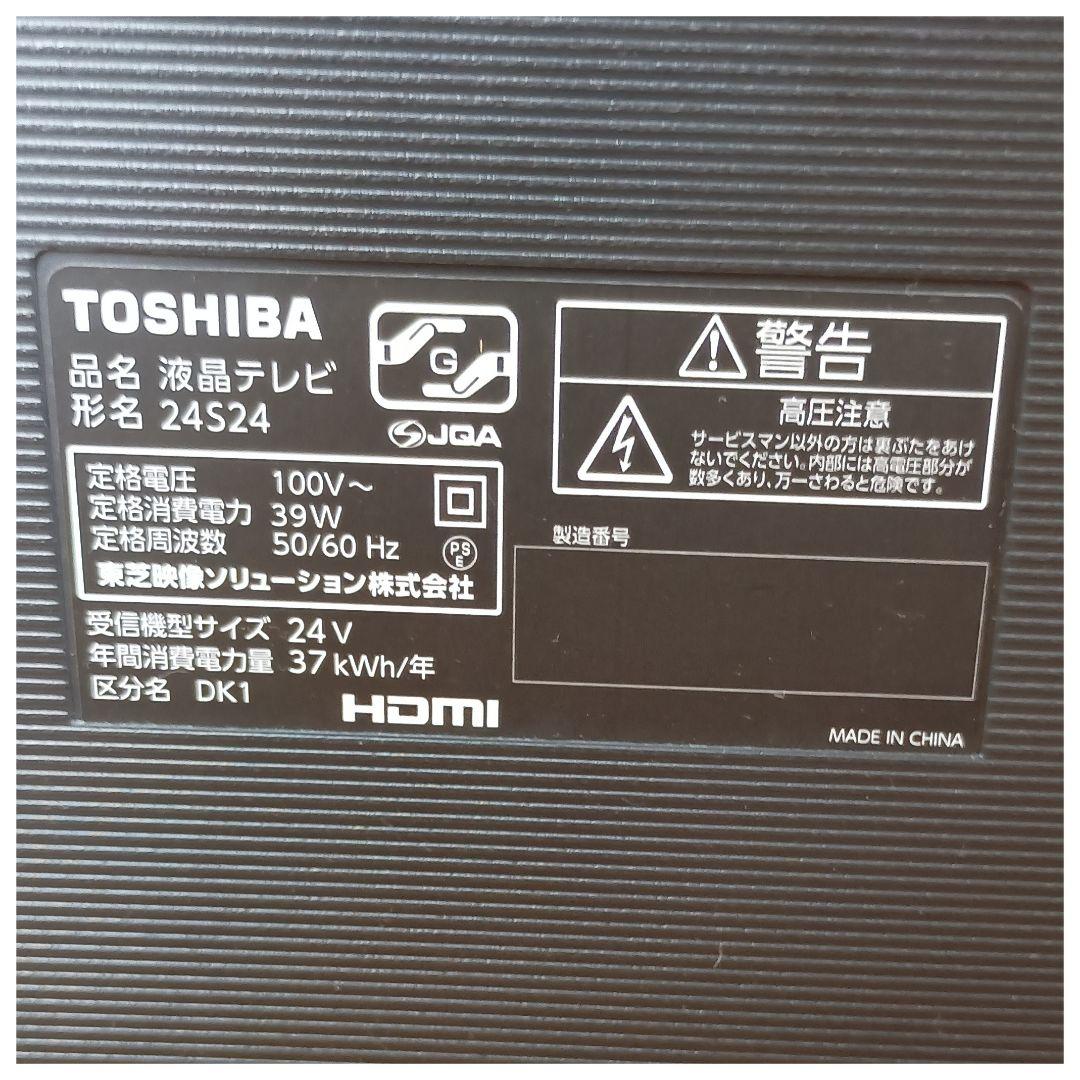 TOSHIBA
品名 液晶テレビ
形名 24S24
G
JQA
定格電圧 100V～
定格消費電力 39W
定格周波数 50/60 Hz
PS
E
東芝映像ソリューション株式会社
受信機型サイズ 24V
年間消費電力量 37 kWh/年
区分名 DK1
HDMI
警告
高圧注意
サービスマン以外の方は裏ぶたをあけ
ないでください。内部には高電圧部分が
数多くあり、万一さわると危険です。
製造番号
MADE IN CHINA